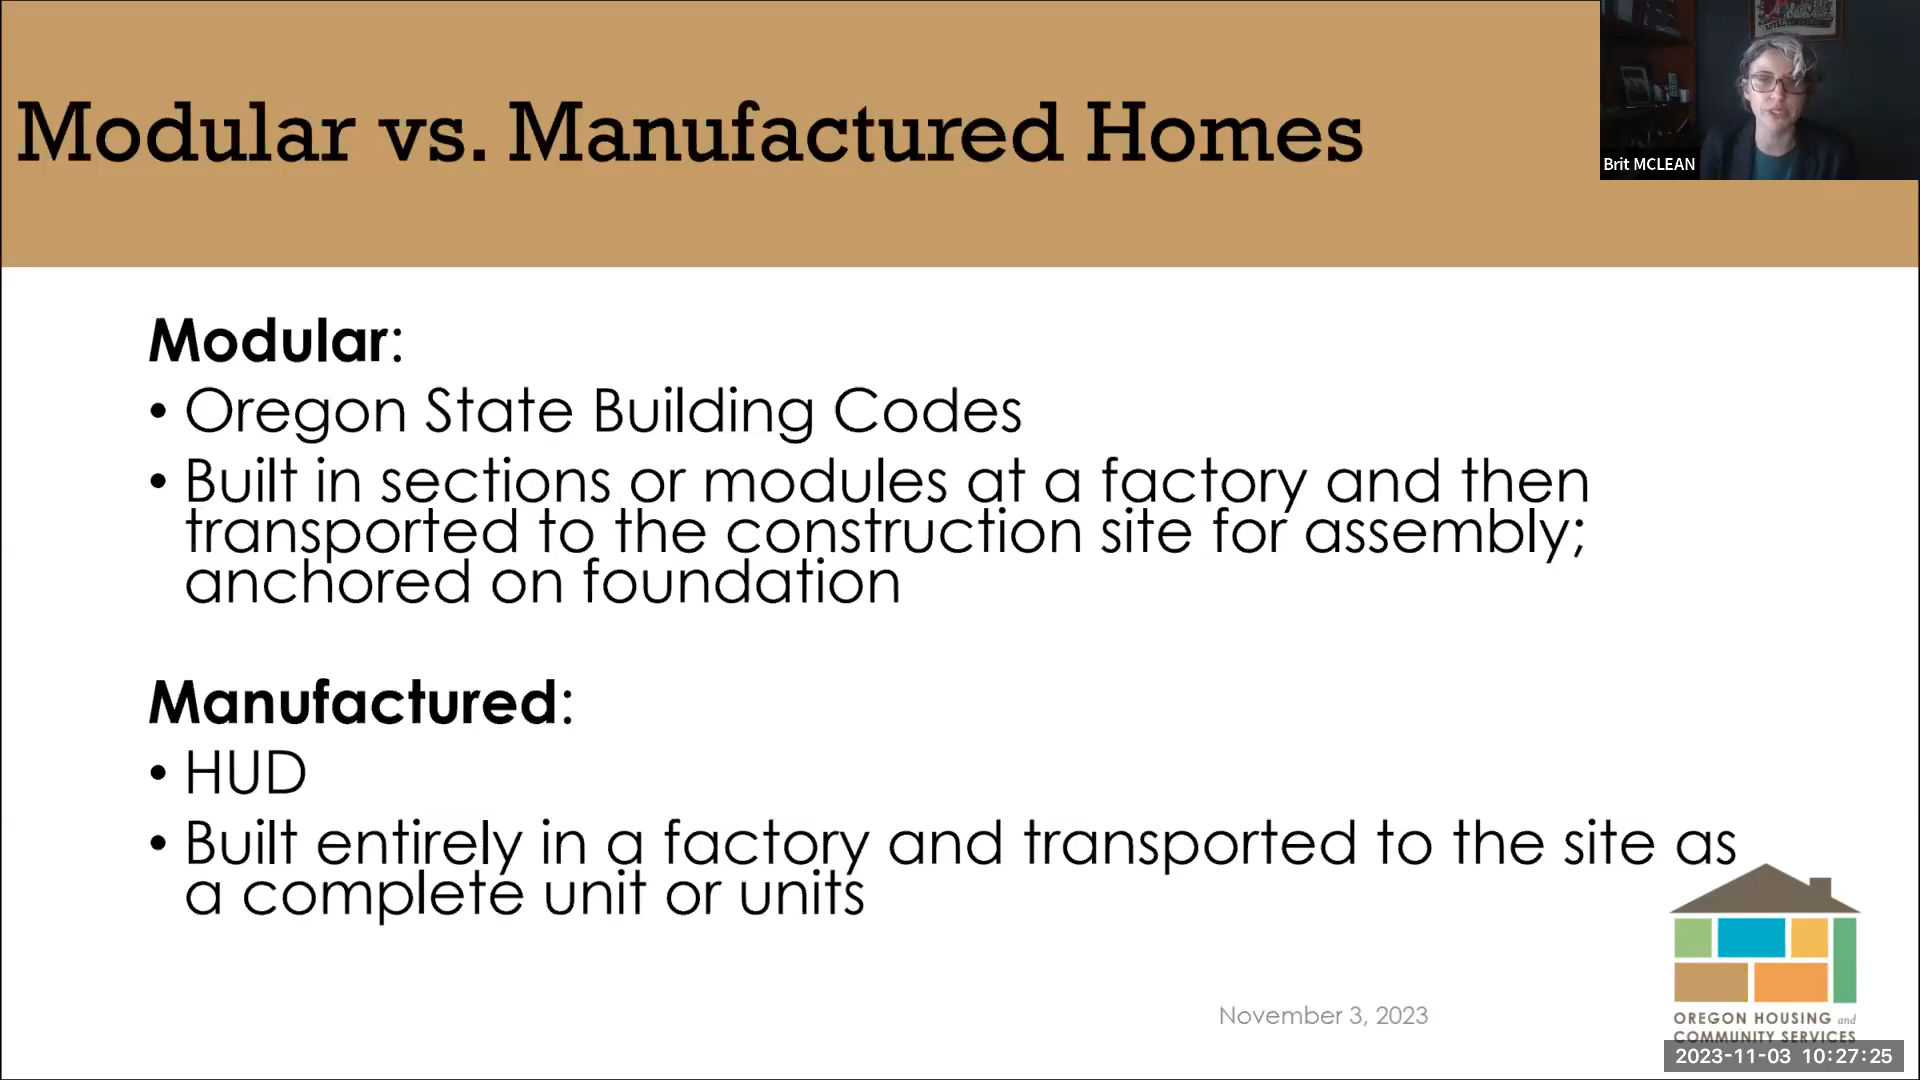 Modular vs. Manufactured Homes
Brit MCLEAN
Modular:
• Oregon State Building Codes
• Built in sections or modules at a factory and then
transported to the construction site for assembly;
anchored on foundation
Manufactured:
• HUD
• Built entirely in a factory and transported to the site as
a complete unit or units
November 3, 2023
OREGON HOUSING and
COMMUNITY SERVICES
2023-11-03 10:27:25